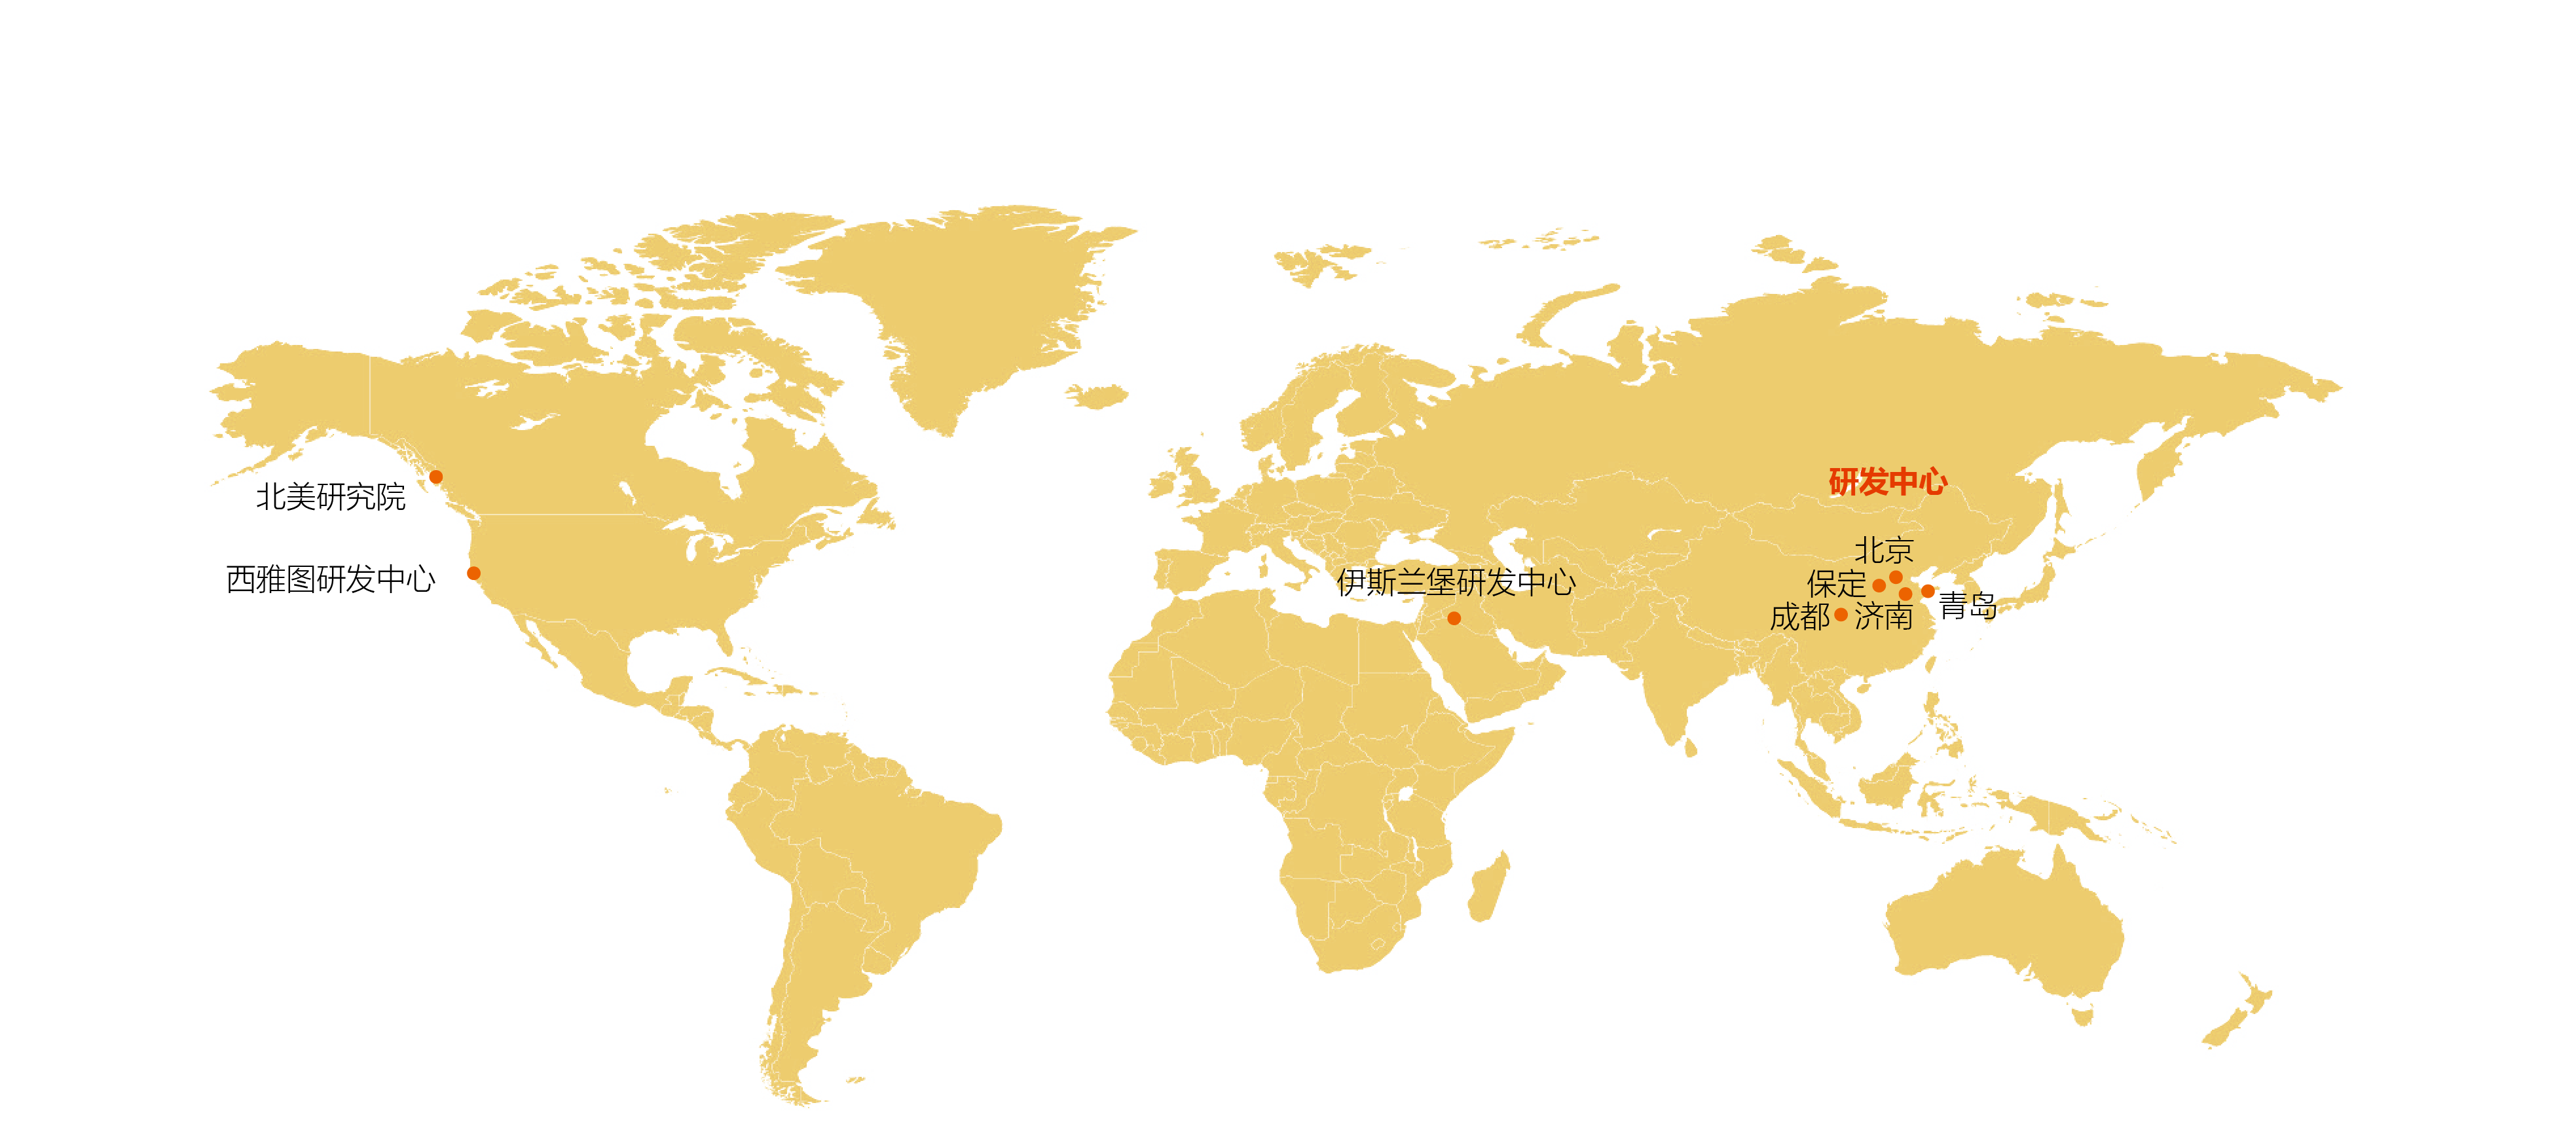 研发中心
北美研究院
北京
西雅图研发中心
伊斯兰堡研发中心
保定
青岛
成都
济南